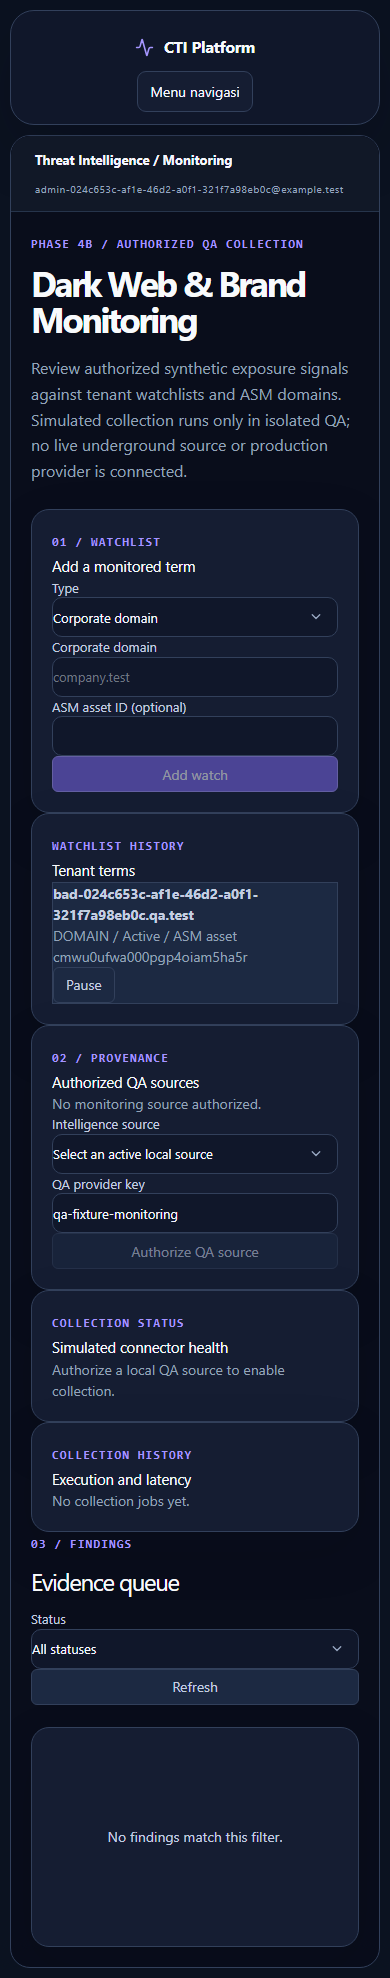 CTI Platform
Menu navigasi
Threat Intelligence / Monitoring
admin-024c653c-af1e-46d2-a0f1-321f7a98eb0c@example.test
PHASE 4B / AUTHORIZED QA COLLECTION
Dark Web & Brand
Monitoring
Review authorized synthetic exposure signals
against tenant watchlists and ASM domains.
Simulated collection runs only in isolated QA;
no live underground source or production
provider is connected.
01 / WATCHLIST
Add a monitored term
Type
Corporate domain
Corporate domain
company.test
ASM asset ID (optional)
Add watch
WATCHLIST HISTORY
Tenant terms
bad-024c653c-af1e-46d2-a0f1-
321f7a98eb0c.qa.test
DOMAIN / Active / ASM asset
cmwu0ufwa000pgp4oiam5ha5r
Pause
02 / PROVENANCE
Authorized QA sources
No monitoring source authorized.
Intelligence source
Select an active local source
QA provider key
qa-fixture-monitoring
Authorize QA source
COLLECTION STATUS
Simulated connector health
Authorize a local QA source to enable
collection.
COLLECTION HISTORY
Execution and latency
No collection jobs yet.
03 / FINDINGS
Evidence queue
Status
All statuses
Refresh
No findings match this filter.